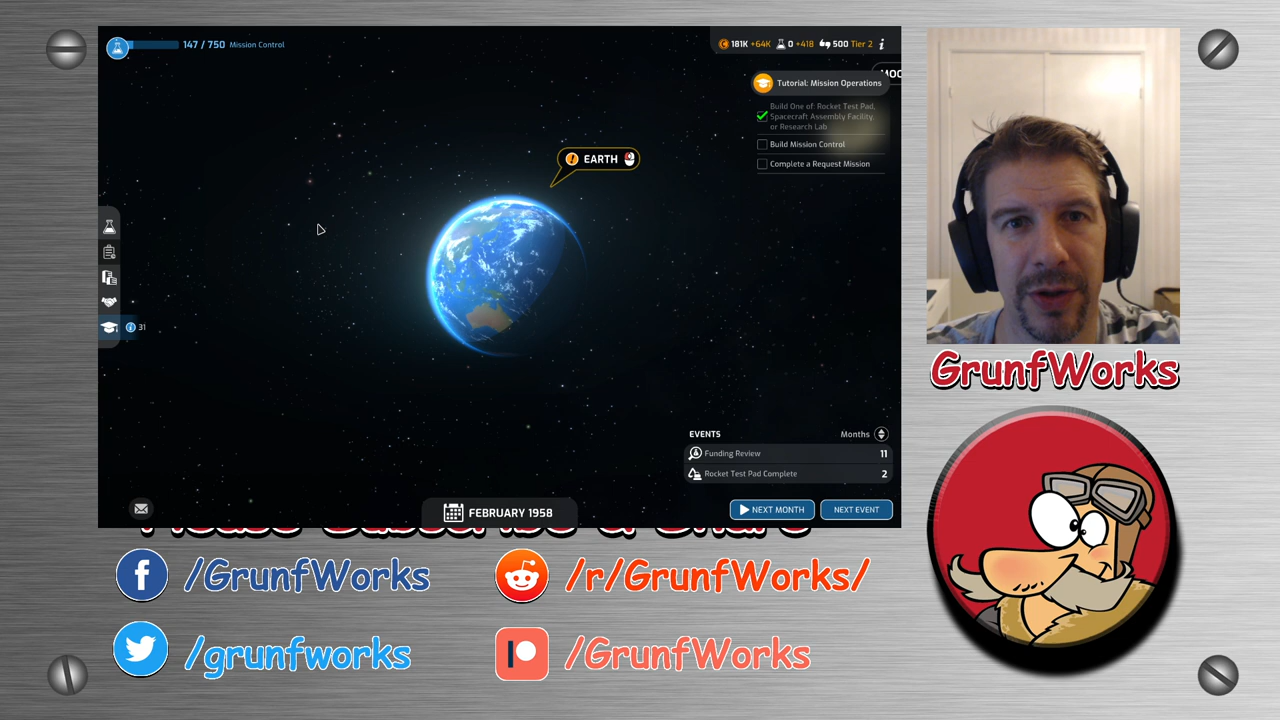 147 / 750 Mission Control
181K +64K 0 +418 500 Tier 2 i
MOO
Tutorial: Mission Operations
Build One of: Rocket Test Pad,
Spacecraft Assembly Facility,
or Research Lab
Build Mission Control
Complete a Request Mission
! EARTH
i 31
EVENTS Months
Funding Review 11
Rocket Test Pad Complete 2
FEBRUARY 1958
NEXT MONTH
NEXT EVENT
GrunfWorks
/GrunfWorks
/r/GrunfWorks/
/grunfworks
/GrunfWorks